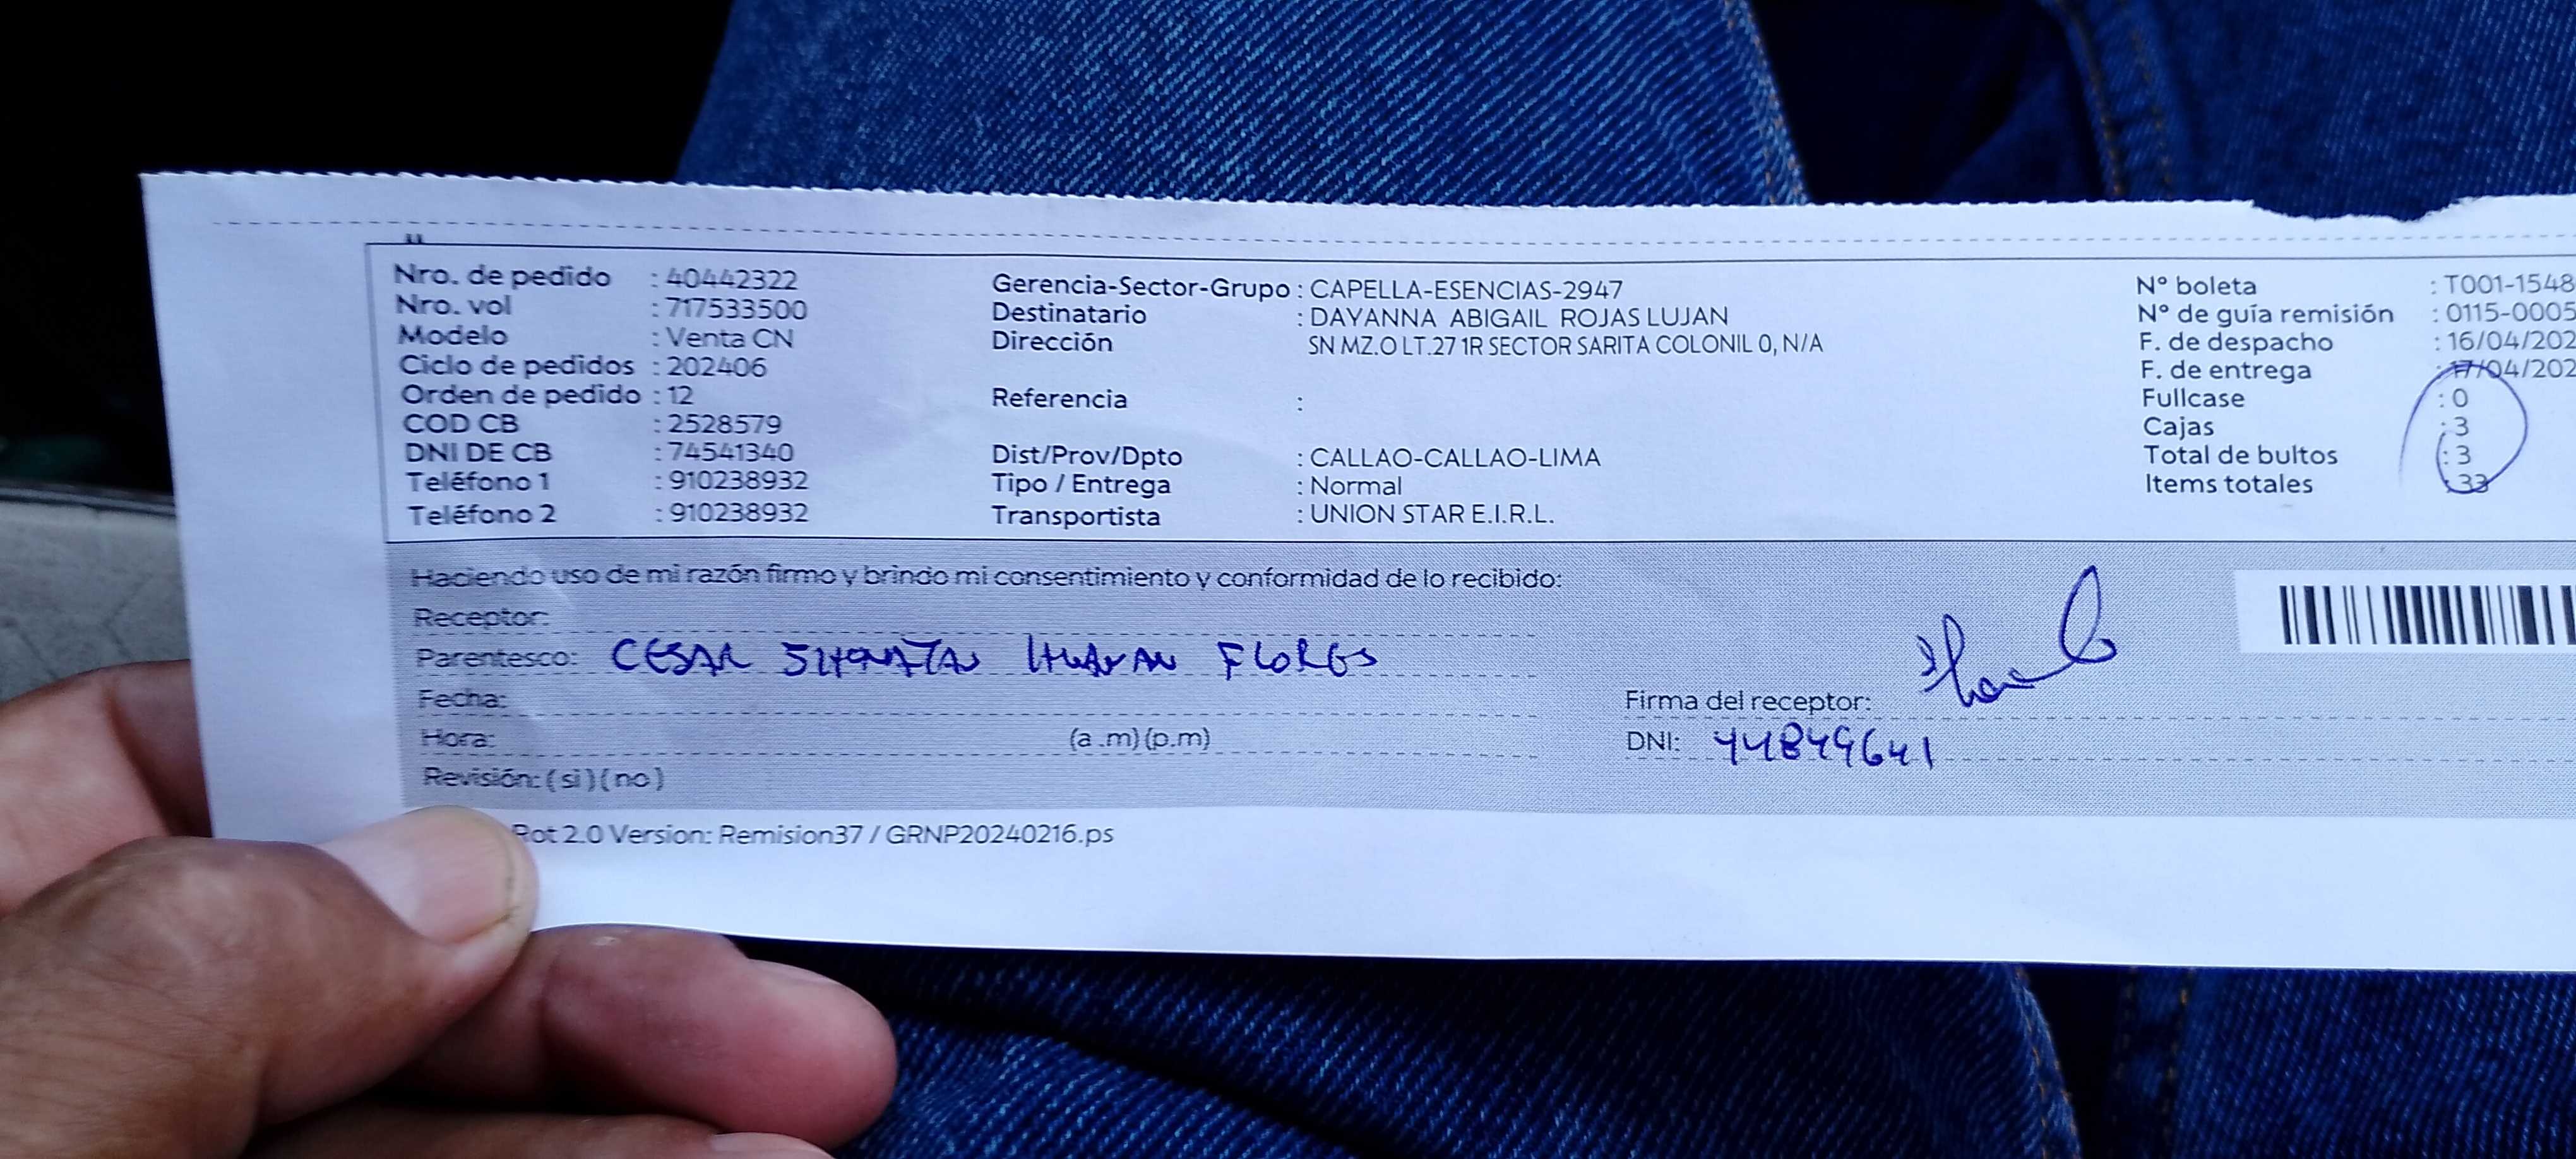 Nro. de pedido : 40442322
Nro. vol : 717533500
Modelo : Venta CN
Ciclo de pedidos : 202406
Orden de pedido : 12
COD CB : 2528579
DNI DE CB : 74541340
Teléfono 1 : 910238932
Teléfono 2 : 910238932
Gerencia-Sector-Grupo : CAPELLA-ESENCIAS-2947
Destinatario : DAYANNA ABIGAIL ROJAS LUJAN
Dirección SN MZ.O LT.27 1R SECTOR SARITA COLONIL 0, N/A
Referencia :
Dist/Prov/Dpto : CALLAO-CALLAO-LIMA
Tipo / Entrega : Normal
Transportista : UNION STAR E.I.R.L.
N° boleta : T001-1548
N° de guía remisión : 0115-0005
F. de despacho : 16/04/202
F. de entrega : 17/04/202
Fullcase : 0
Cajas : 3
Total de bultos : 3
Items totales : 33
Haciendo uso de mi razón firmo y brindo mi consentimiento y conformidad de lo recibido:
Receptor:
Parentesco: CESAR FLORES
Fecha:
Hora: (a .m) (p.m)
Revisión: ( si ) ( no )
Firma del receptor:
DNI: 44849641
Rot 2.0 Version: Remision37 / GRNP20240216.ps